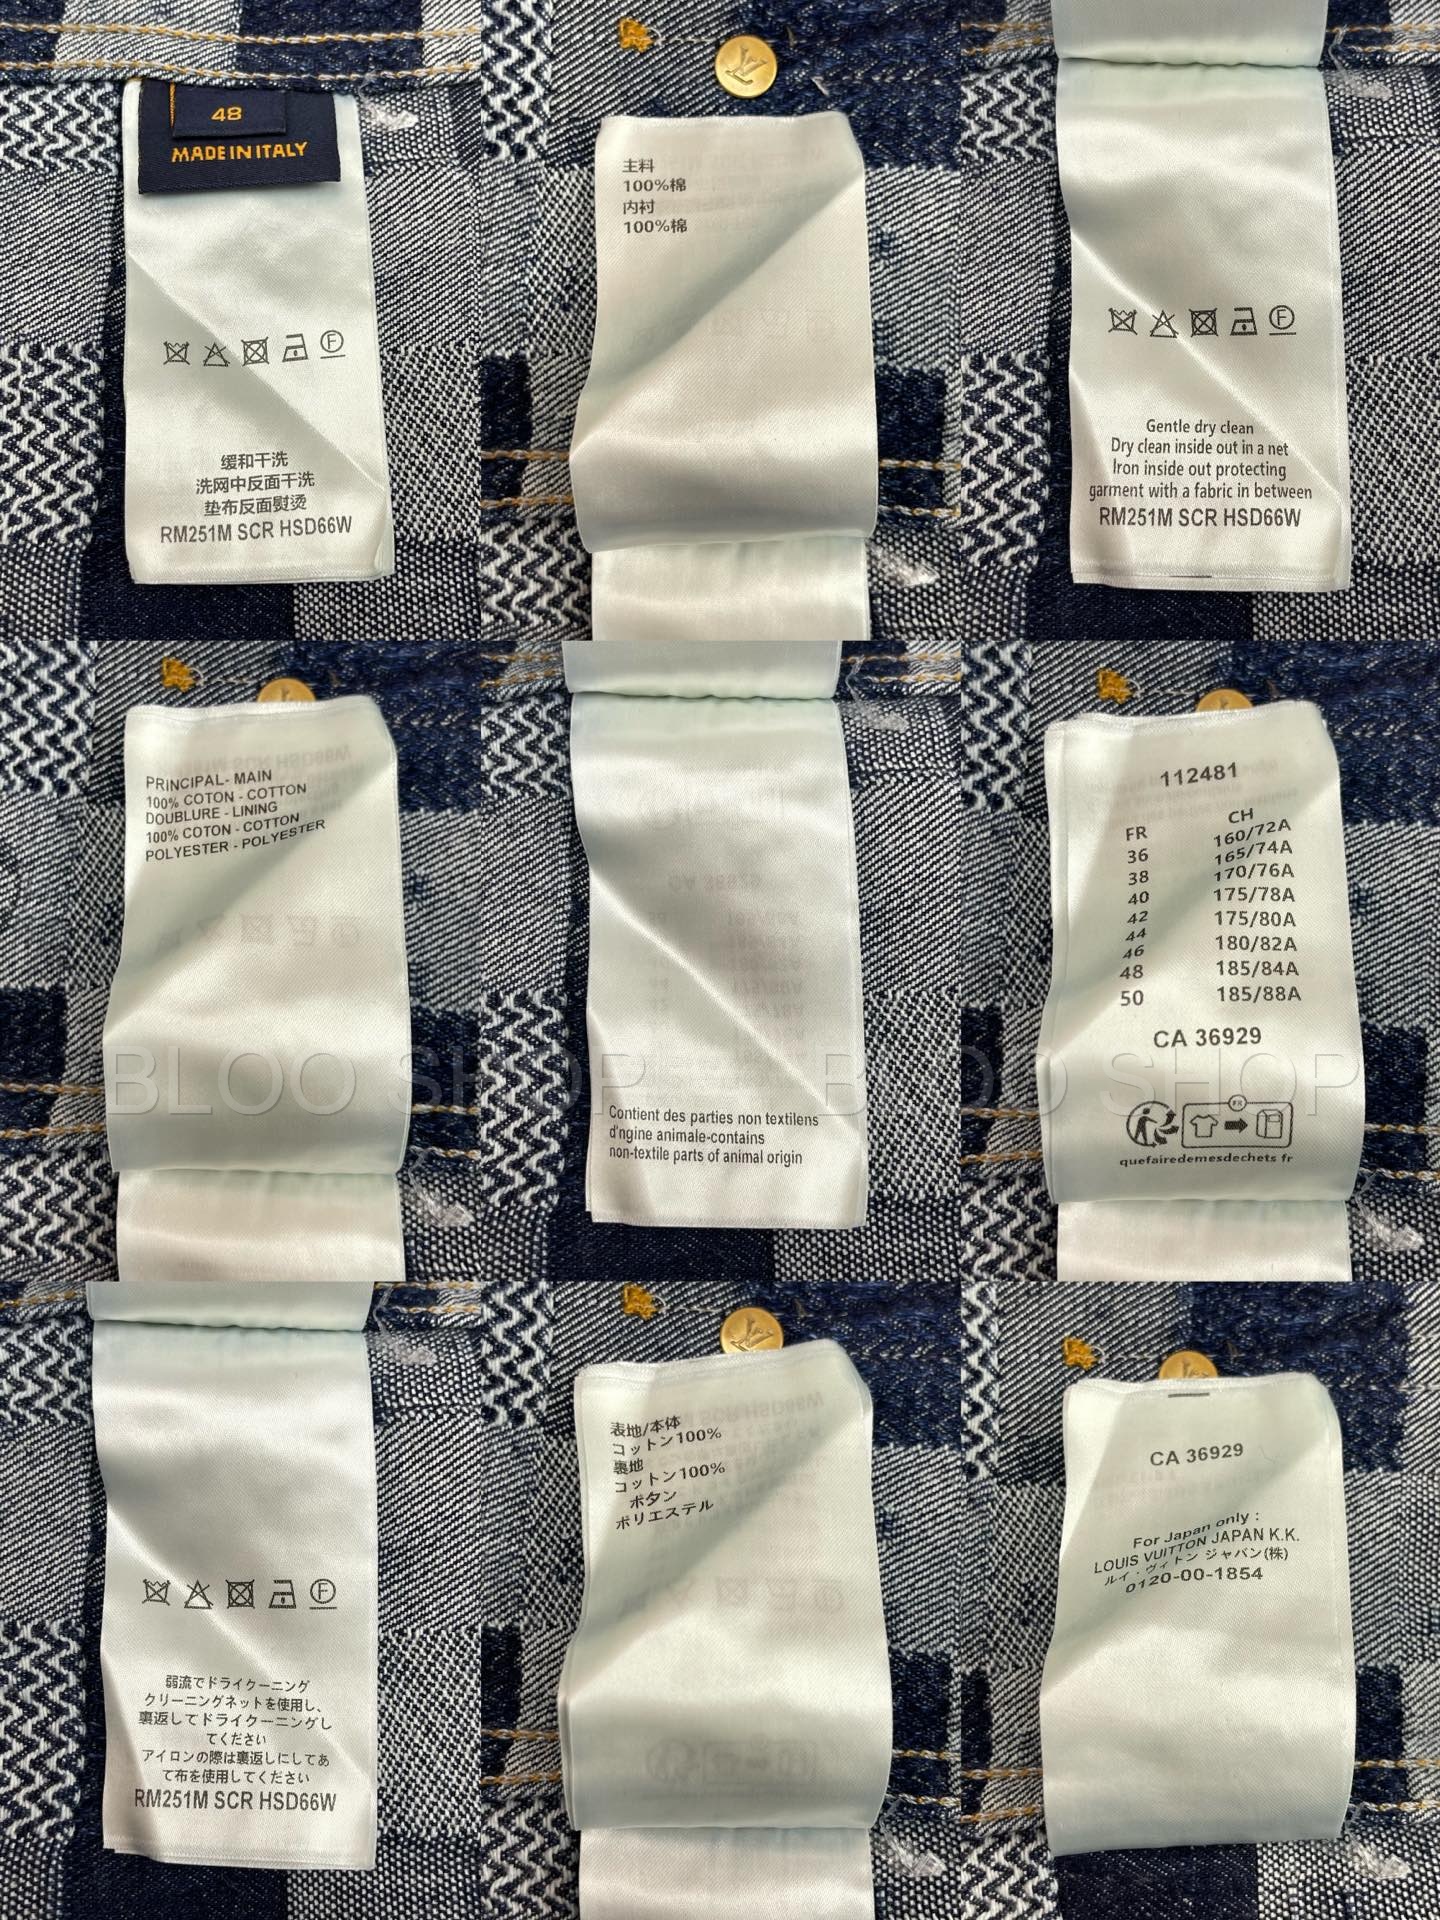 48
MADE IN ITALY
F
缓和干洗
洗网中反面干洗
垫布反面熨烫
RM251M SCR HSD66W
LV
主料
100%棉
内衬
100%棉
F
Gentle dry clean
Dry clean inside out in a net
Iron inside out protecting
garment with a fabric in between
RM251M SCR HSD66W
PRINCIPAL- MAIN
100% COTON - COTTON
DOUBLURE - LINING
100% COTON - COTTON
POLYESTER - POLYESTER
Contient des parties non textilens
d'ngine animale-contains
non-textile parts of animal origin
112481
FR CH
36 160/72A
38 165/74A
40 170/76A
42 175/78A
44 175/80A
46 180/82A
48 185/84A
50 185/88A
CA 36929
FR
quefairedemesdechets fr
BLOO SHOP
BLOO SHOP
F
弱流でドライクーニング
クリーニングネットを使用し、
裏返してドライクーニングし
てください
アイロンの際は裏返しにしてあ
て布を使用してください
RM251M SCR HSD66W
LV
表地/本体
コットン100%
裏地
コットン100%
ボタン
ポリエステル
CA 36929
For Japan only :
LOUIS VUITTON JAPAN K.K.
ルイ・ヴィトン ジャパン(株)
0120-00-1854